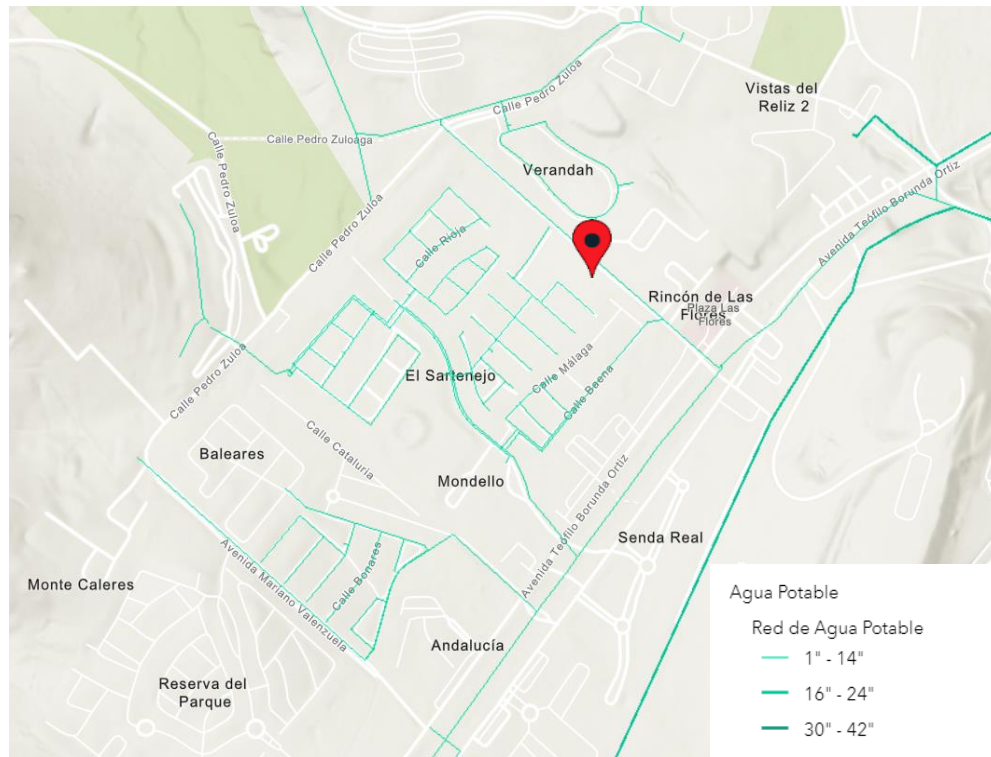 Calle Pedro Zuloa
Vistas del
Reliz 2
Calle Pedro Zuloaga
Calle Pedro Zuloa
Verandah
Avenida Teófilo Borunda Ortiz
Calle Pedro Zuloa
Calle Rioja
Rincón de Las
Flores
Plaza Las
Flores
Calle Pedro Zuloa
El Sartenejo
Calle Málaga
Calle Baena
Baleares
Calle Cataluria
Mondello
Avenida Teófilo Borunda Ortiz
Senda Real
Monte Caleres
Avenida Mariano Valenzuela
Calle Bonares
Andalucía
Reserva del
Parque
Agua Potable
Red de Agua Potable
1" - 14"
16" - 24"
30" - 42"